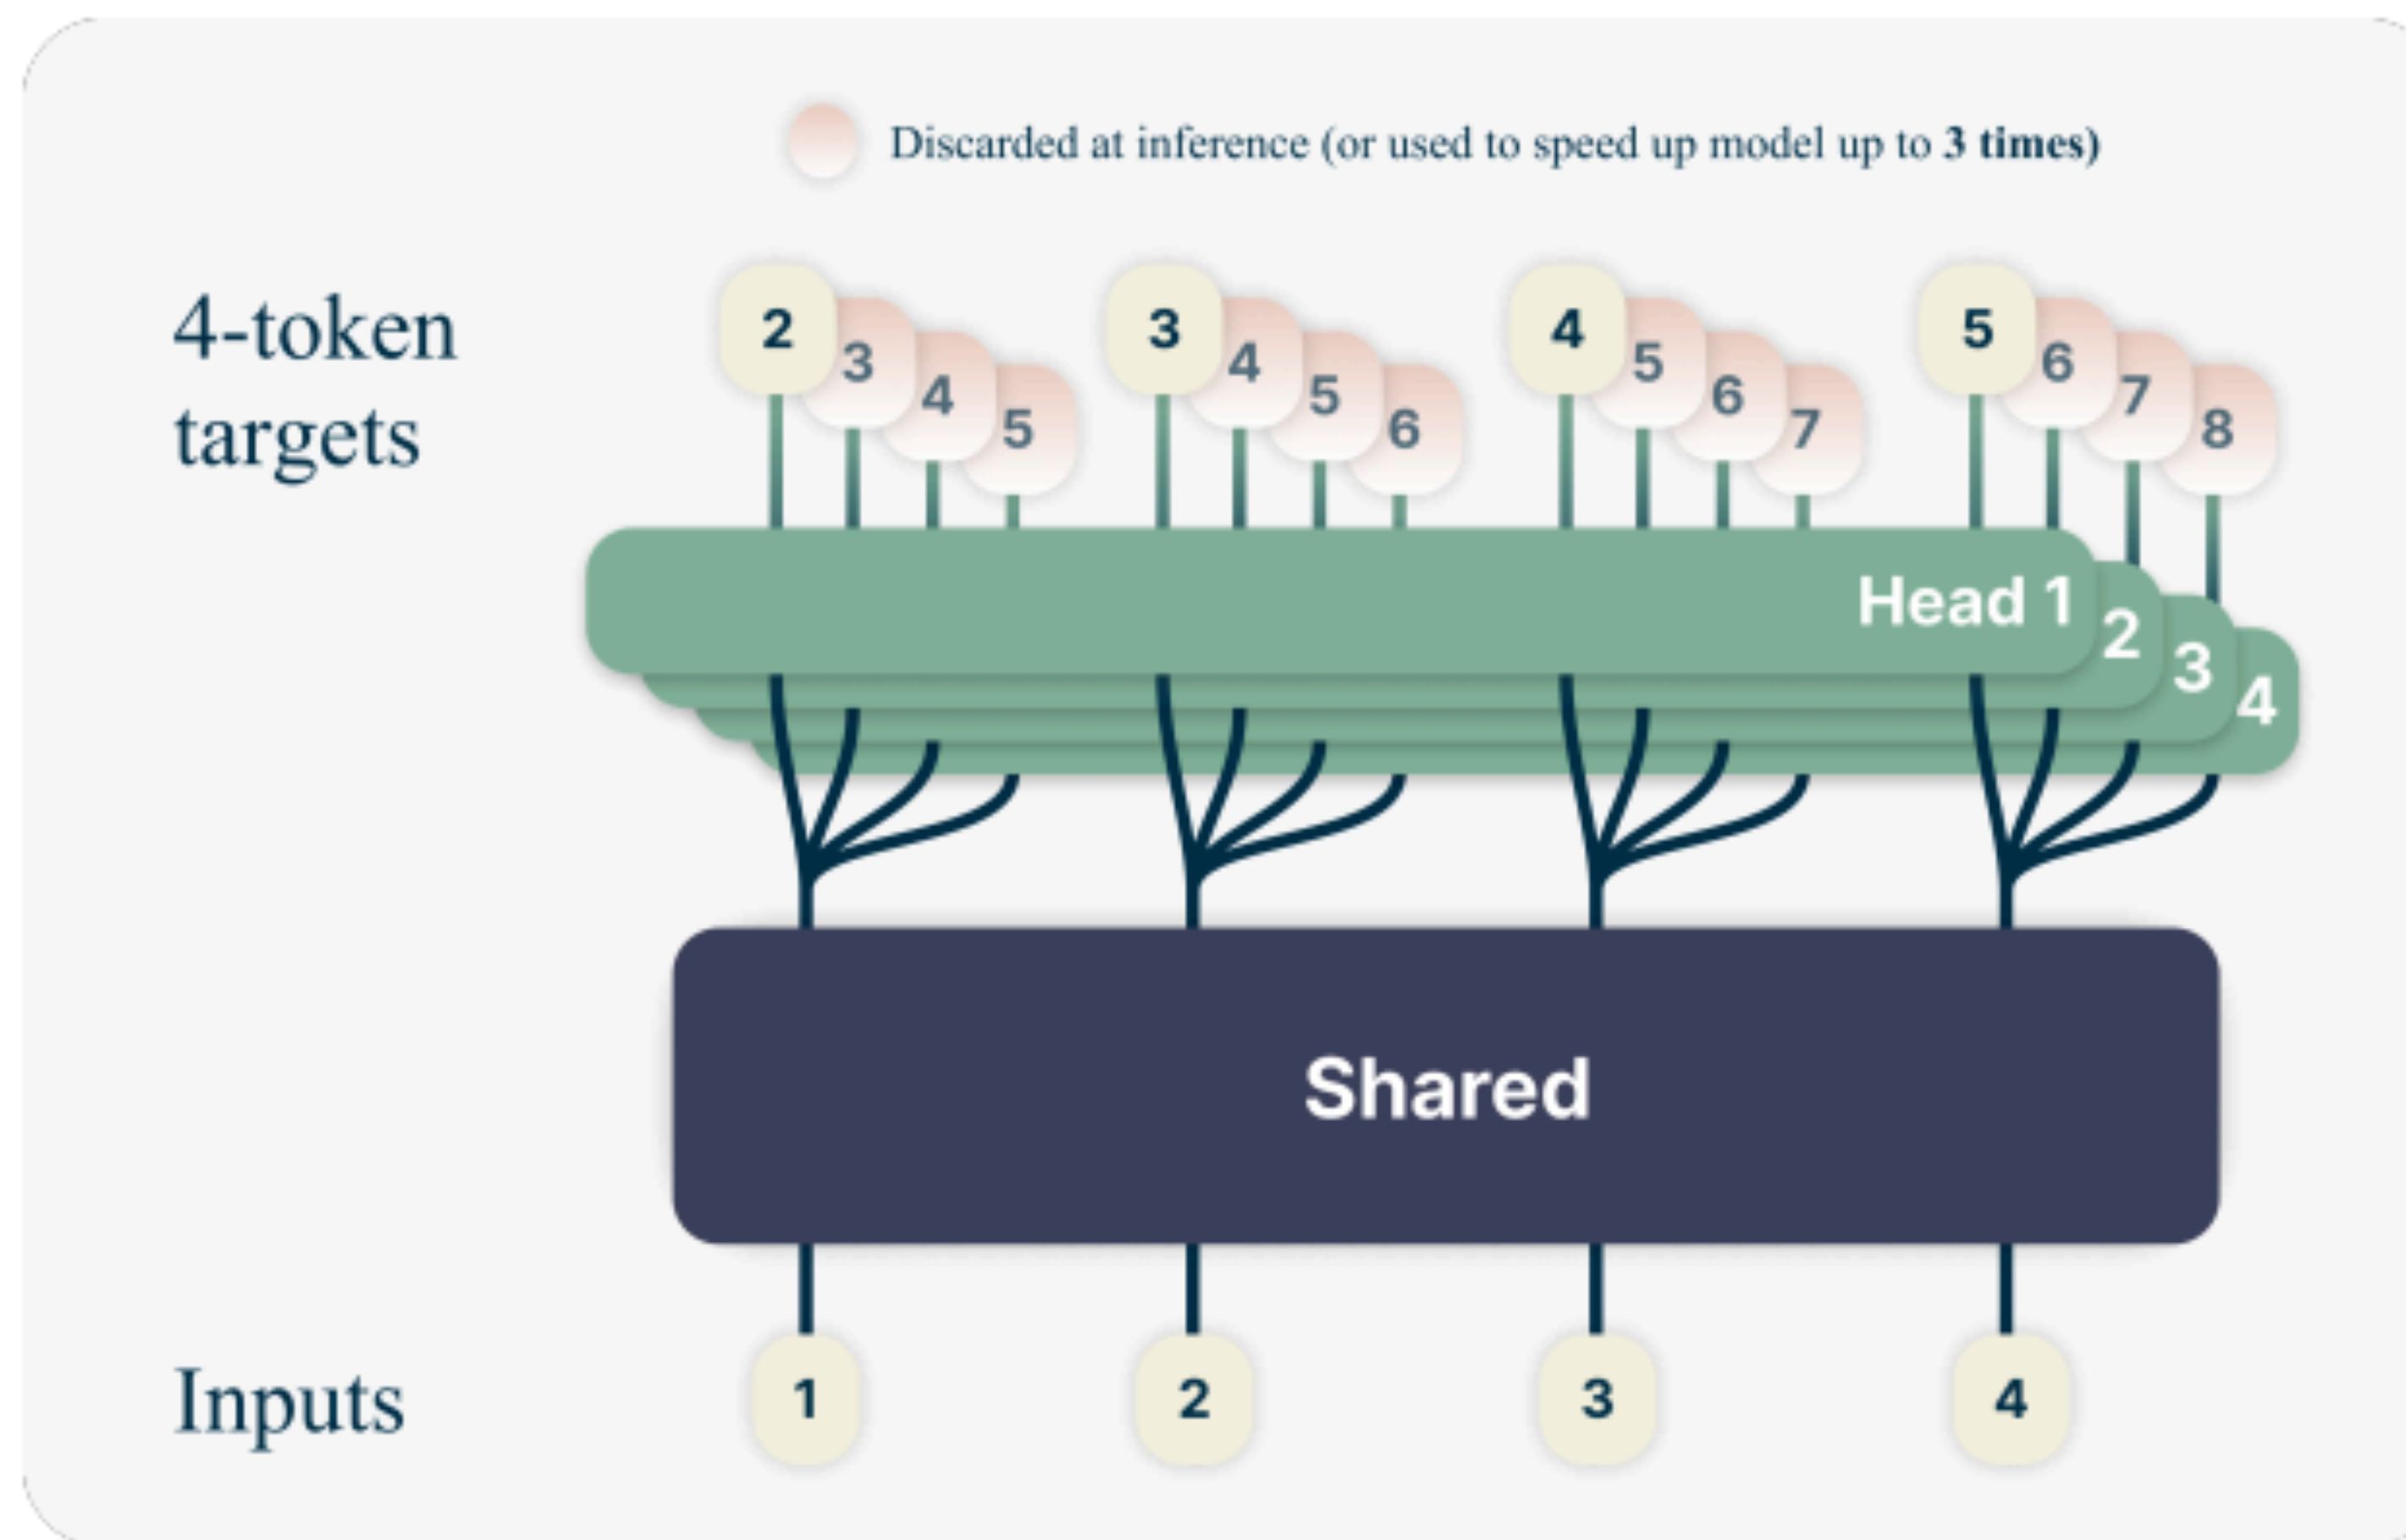 Discarded at inference (or used to speed up model up to 3 times)
4-token
targets
2 3 4 5 3 4 5 6 4 5 6 7 5 6 7 8
Head 1 2 3 4
Shared
Inputs
1 2 3 4